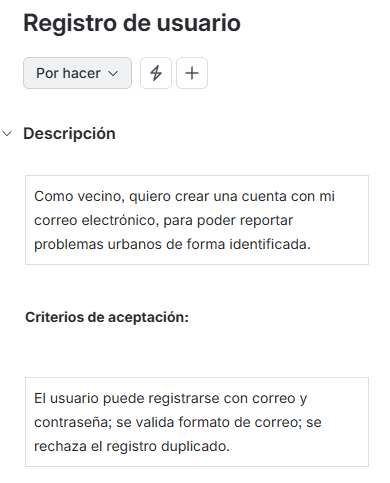 Registro de usuario
Por hacer
Descripción
Como vecino, quiero crear una cuenta con mi
correo electrónico, para poder reportar
problemas urbanos de forma identificada.
Criterios de aceptación:
El usuario puede registrarse con correo y
contraseña; se valida formato de correo; se
rechaza el registro duplicado.